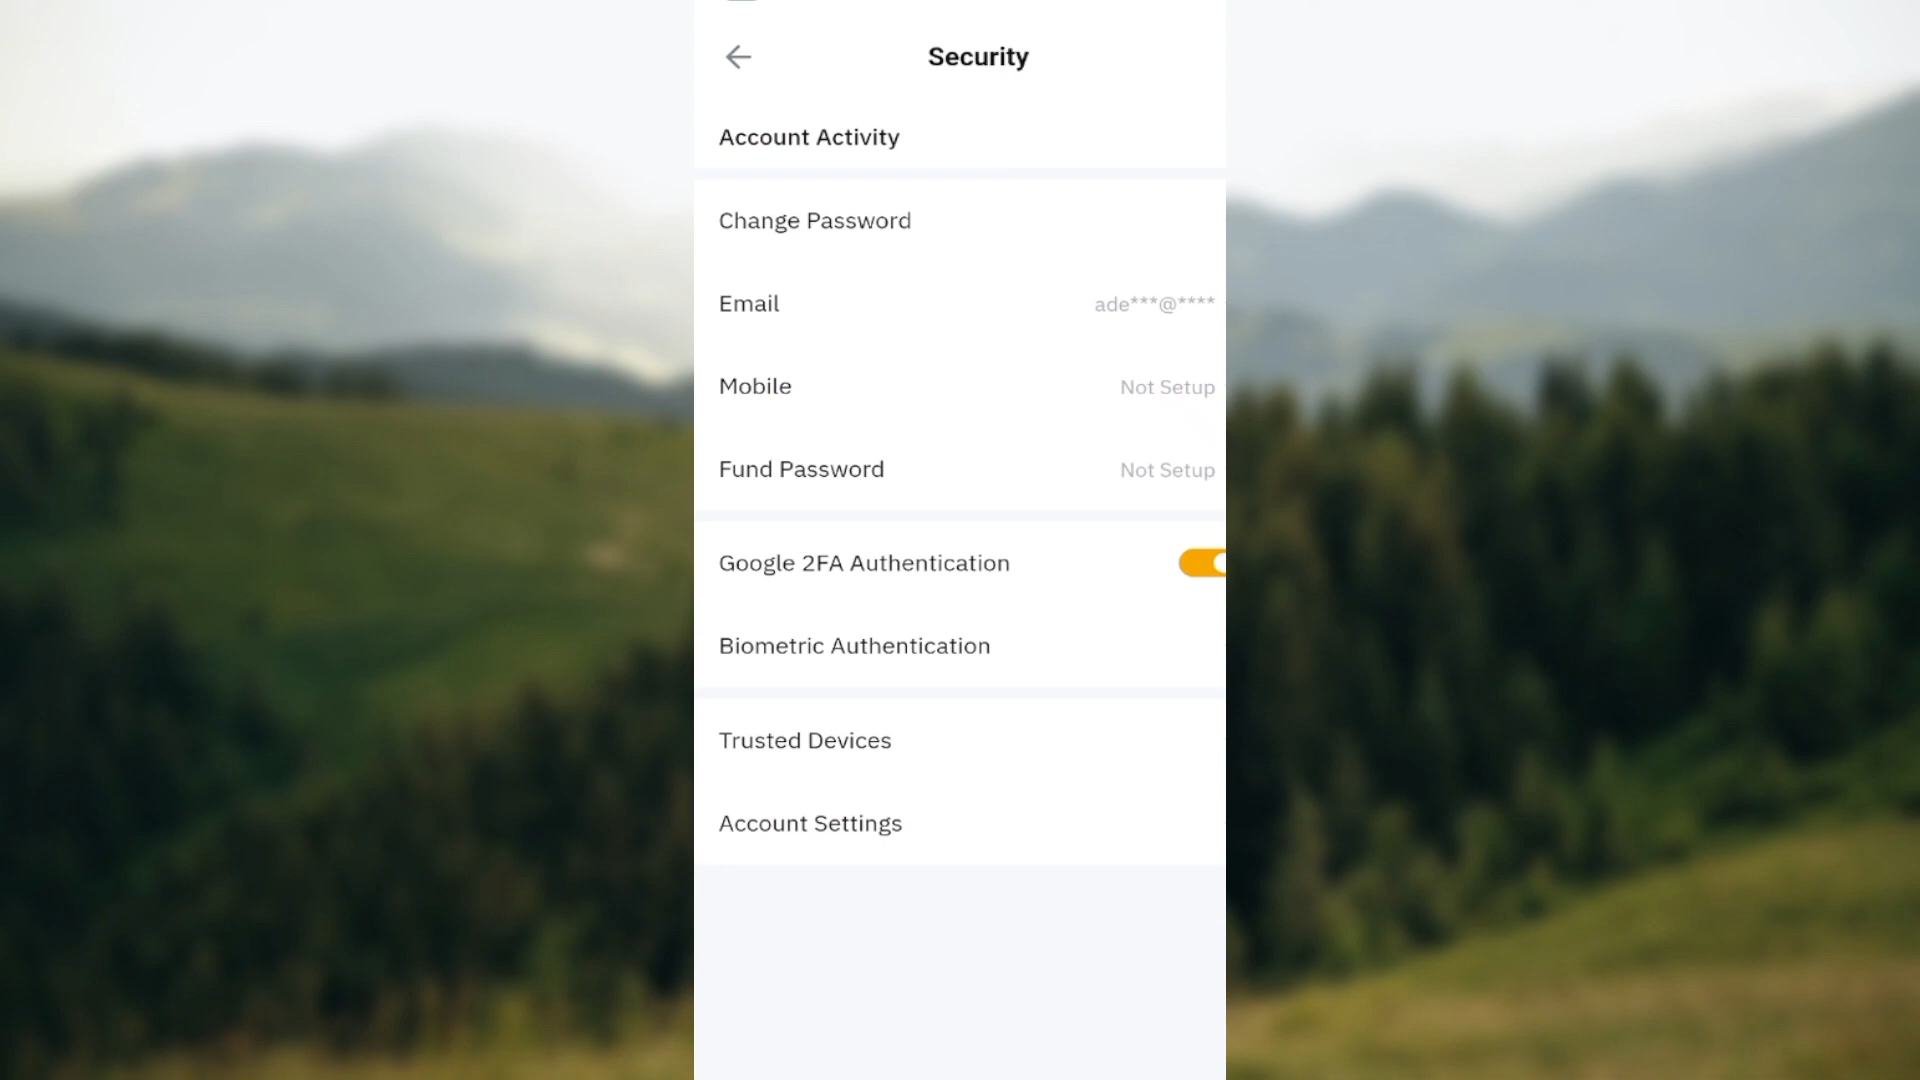 Security
Account Activity
Change Password
Email ade***@****
Mobile Not Setup
Fund Password Not Setup
Google 2FA Authentication
Biometric Authentication
Trusted Devices
Account Settings